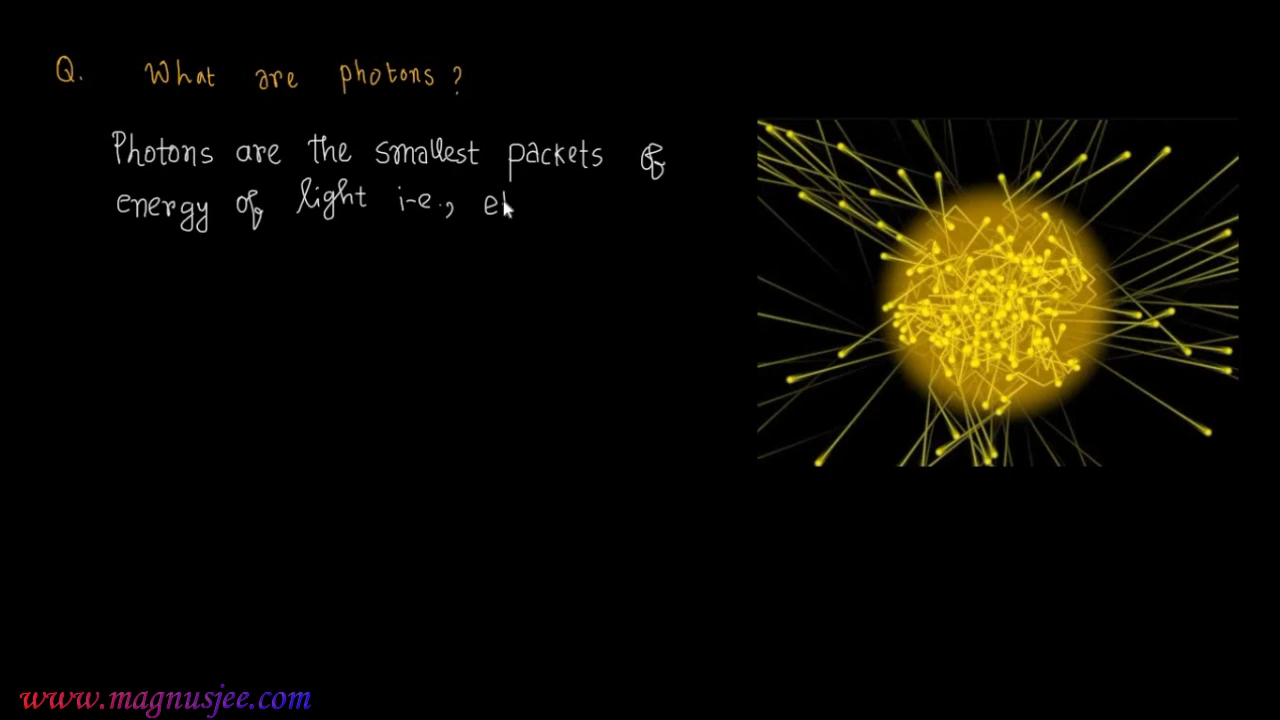 Q. What are photons?
Photons are the smallest packets of
energy of light i.e.,
www.magnusjee.com